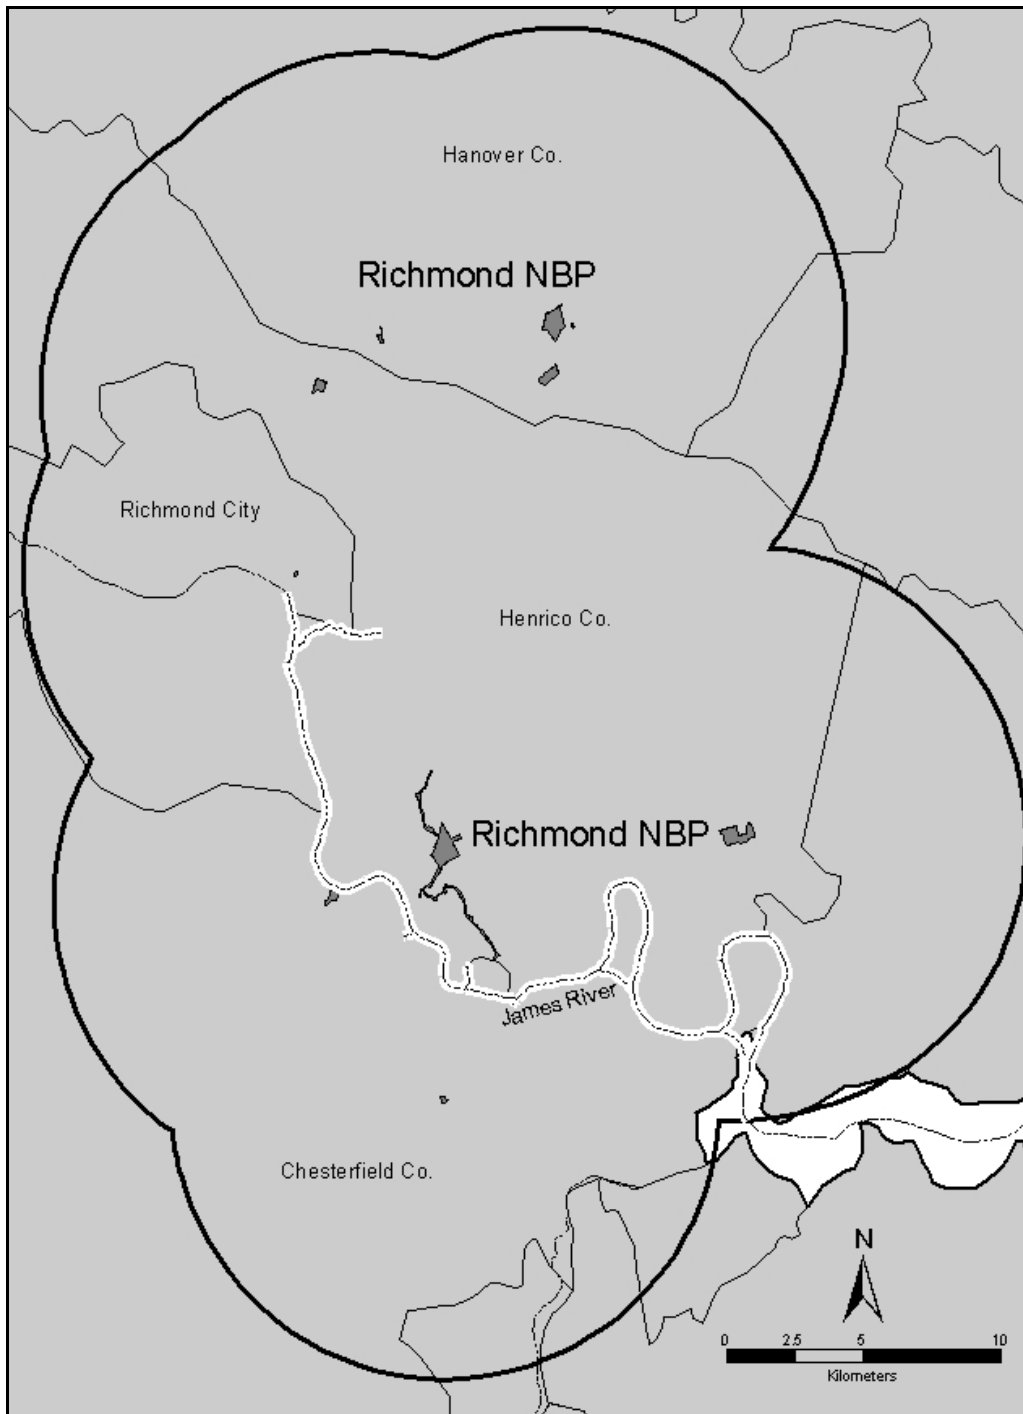 Hanover Co.
Richmond NBP
Richmond City
Henrico Co.
Richmond NBP
James River
Chesterfield Co.
N
0 2.5 5 10
Kilometers